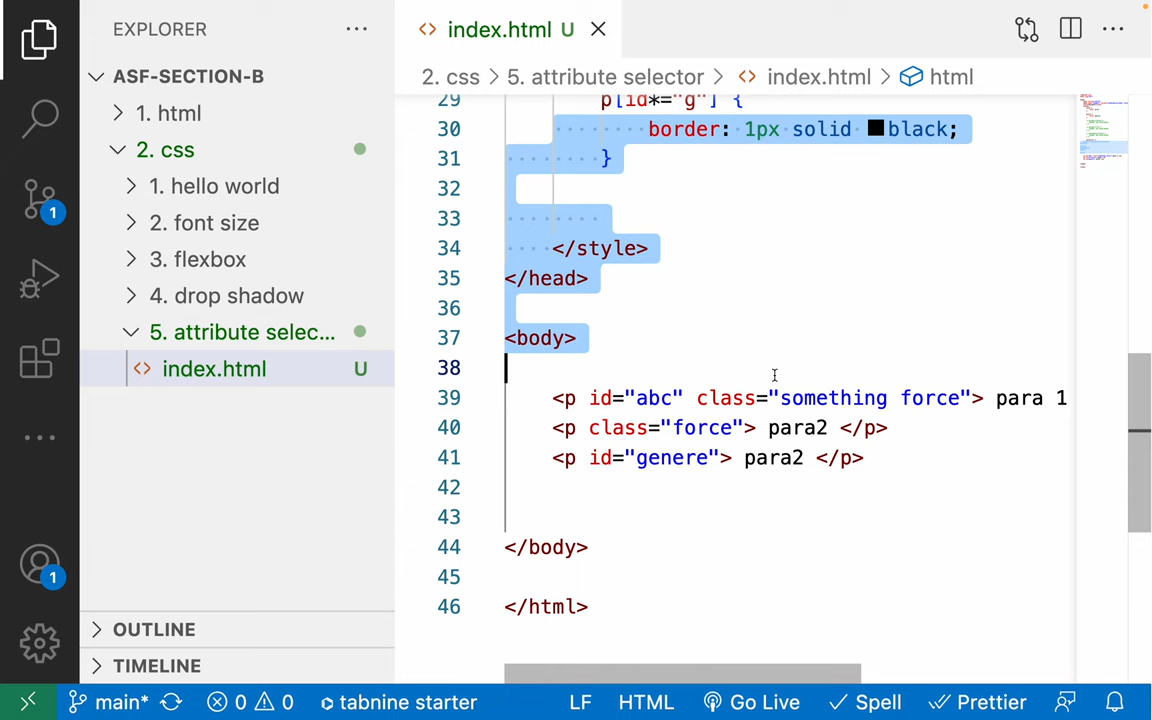 EXPLORER ···
index.html U
ASF-SECTION-B
1. html
2. css
1. hello world
2. font size
3. flexbox
4. drop shadow
5. attribute selec...
index.html U
OUTLINE
TIMELINE
1
1
2. css > 5. attribute selector > <> index.html > html
29 p[id*="g"] {
30 border: 1px solid black;
31 }
32
33
34 </style>
35 </head>
36
37 <body>
38
39 <p id="abc" class="something force"> para 1
40 <p class="force"> para2 </p>
41 <p id="genere"> para2 </p>
42
43
44 </body>
45
46 </html>
main* 0 0 tabnine starter LF HTML Go Live Spell Prettier